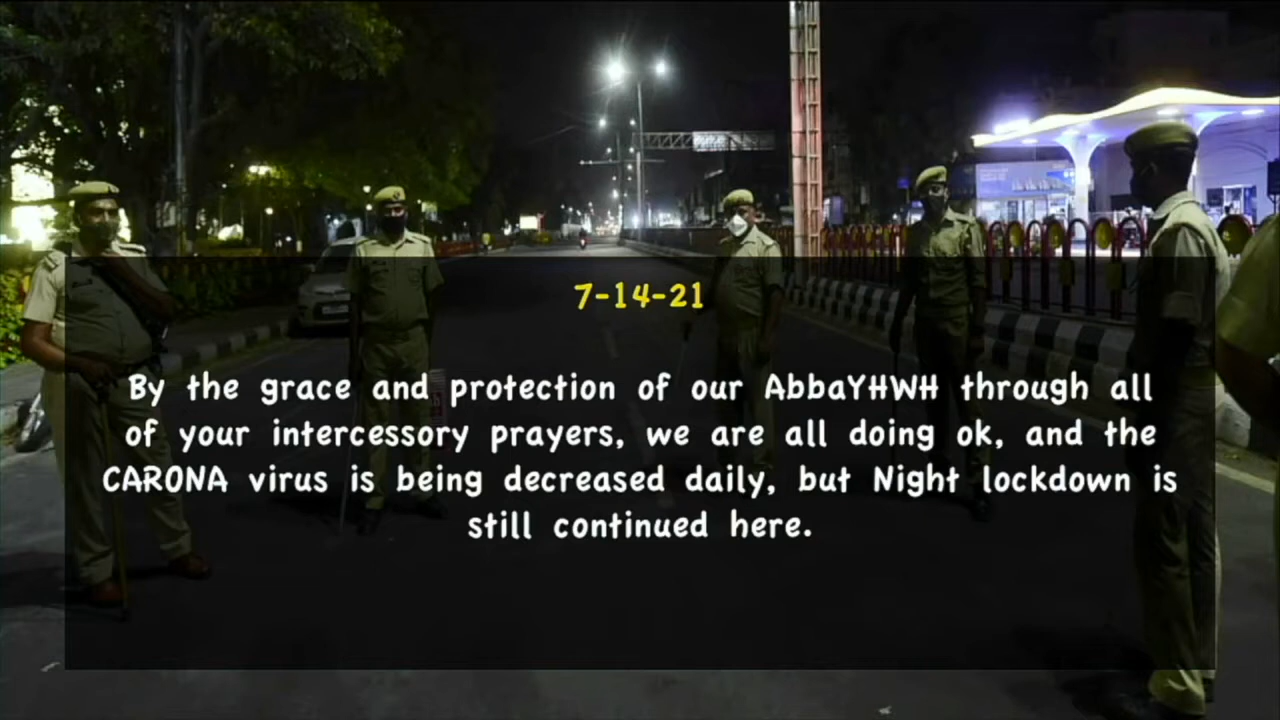 7-14-21
By the grace and protection of our AbbaYHWH through all
of your intercessory prayers, we are all doing ok, and the
CARONA virus is being decreased daily, but Night lockdown is
still continued here.